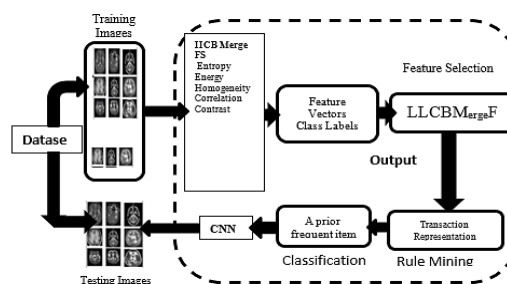 Training
Images
IICB Merge
FS
Entropy
Energy
Homogeneity
Correlation
Contrast
Feature Selection
Feature
Vectors
Class Labels
LLCBMergeF
Datase
Output
CNN
A prior
frequent item
Transaction
Representation
Classification
Rule Mining
Testing Images